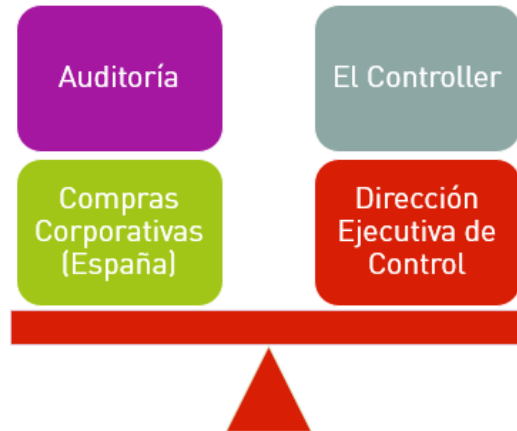 Auditoría
El Controller
Compras
Corporativas
(España)
Dirección
Ejecutiva de
Control